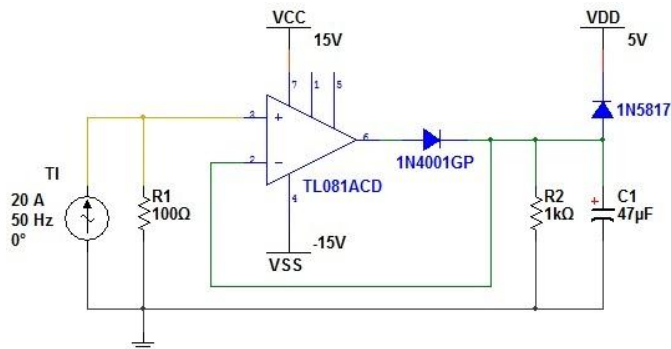 VCC
15V
VDD
5V
7
1
5
3
2
6
4
1N5817
1N4001GP
TL081ACD
TI
20 A
50 Hz
0°
R1
100Ω
R2
1kΩ
C1
47µF
-15V
VSS